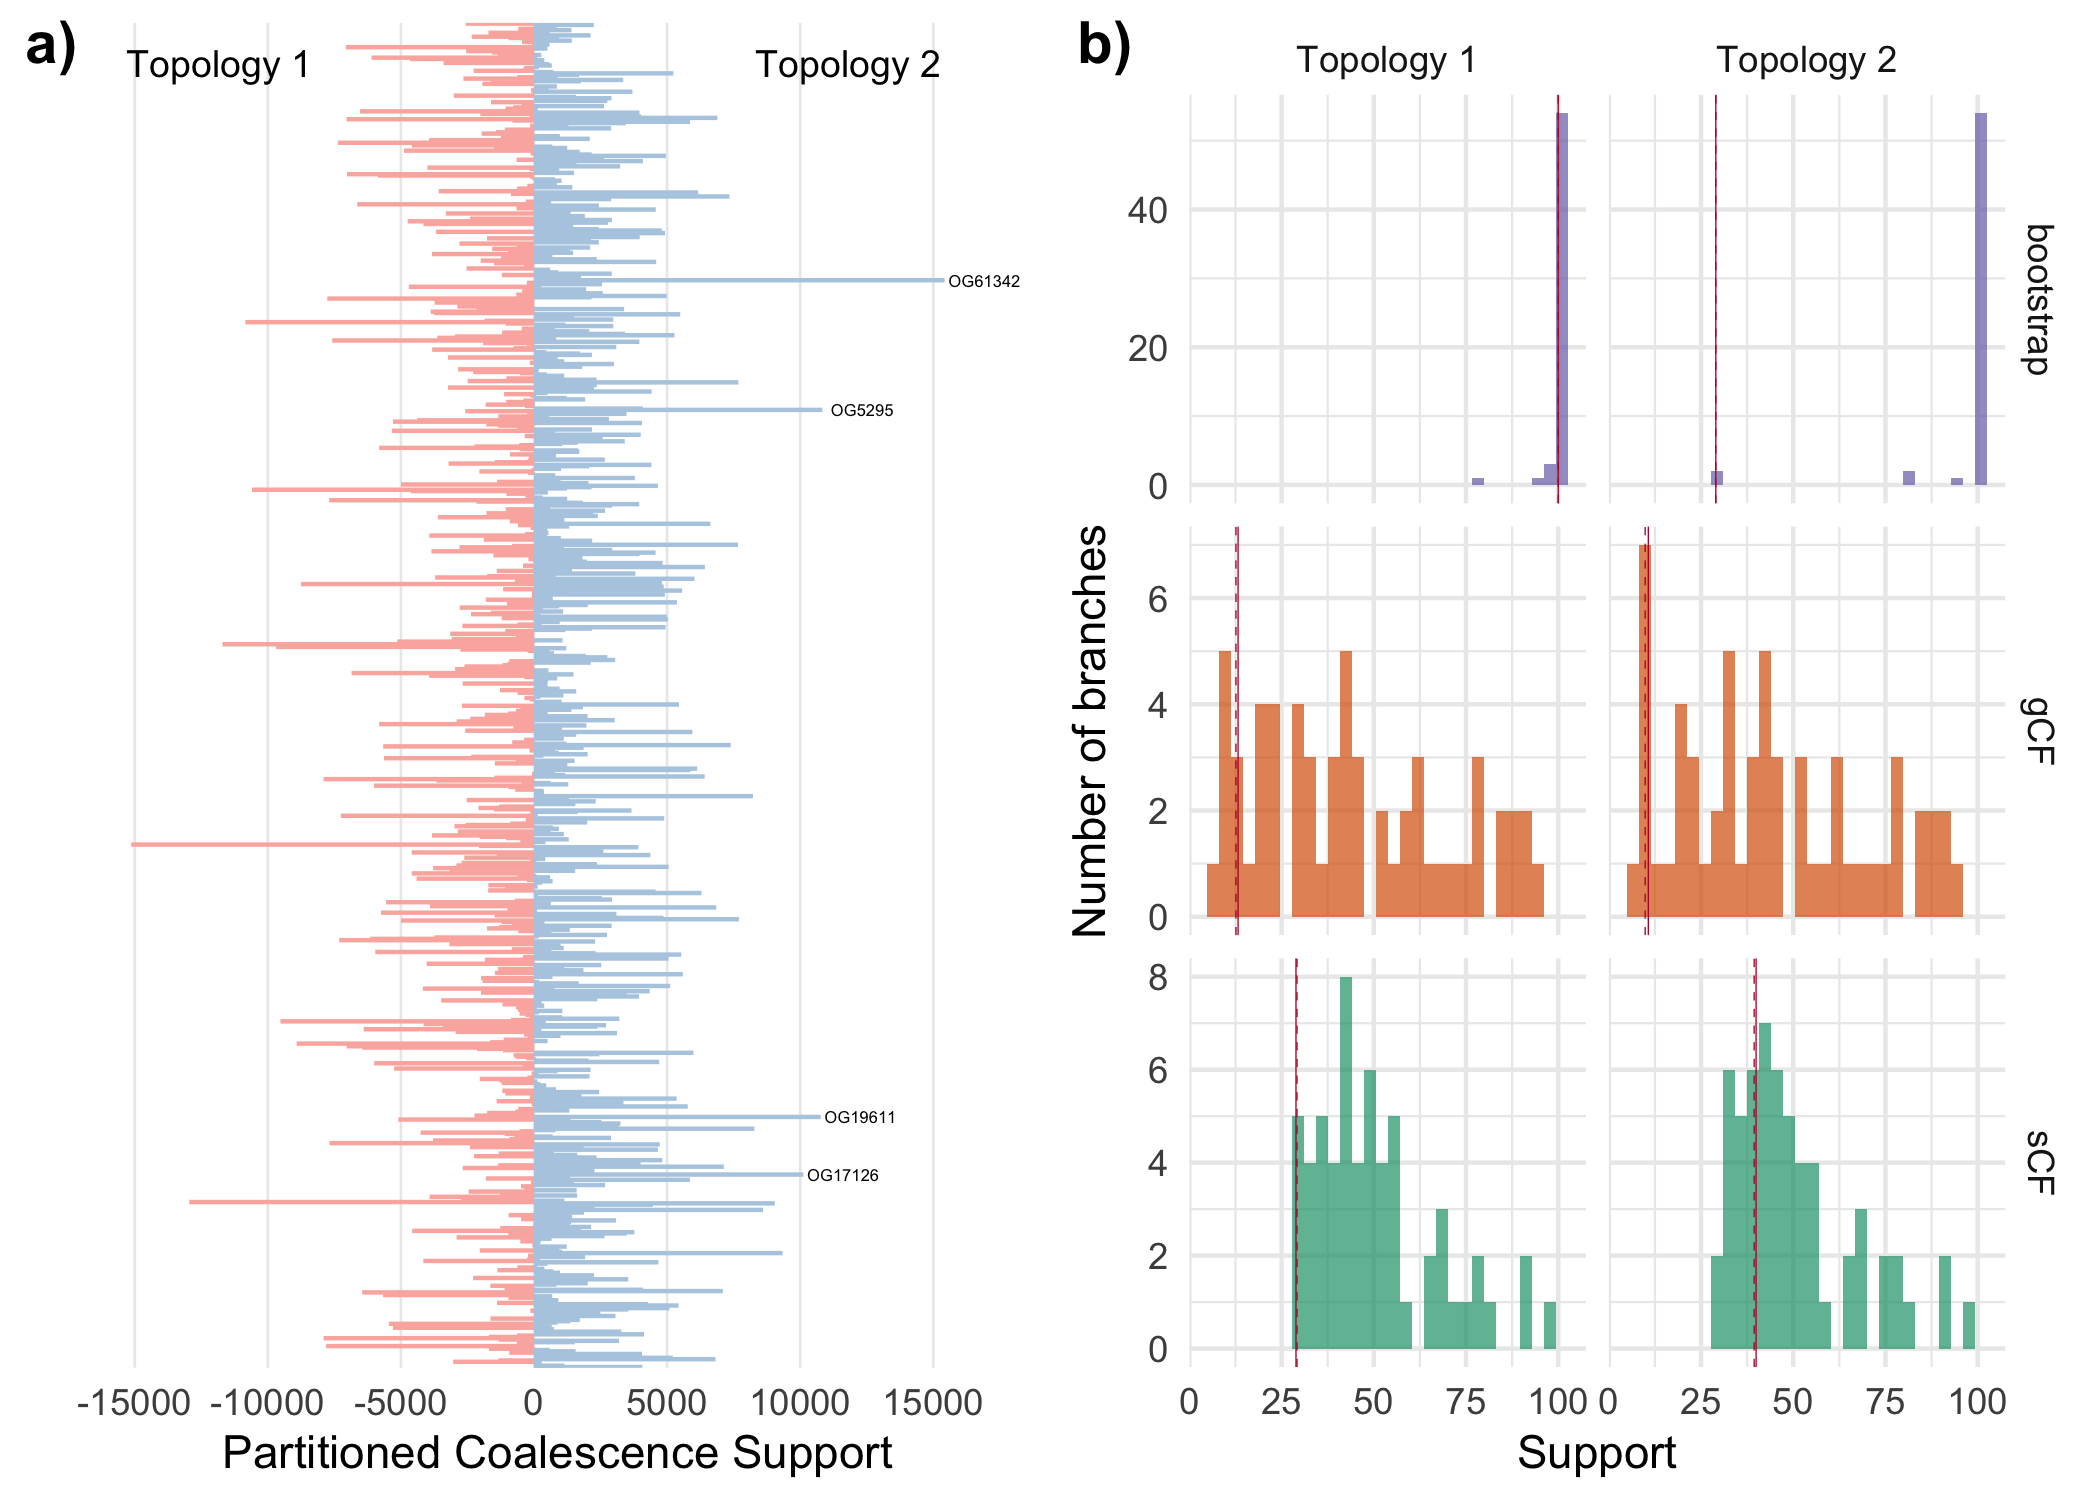 a)
Topology 1
Topology 2
OG61342
OG5295
OG19611
OG17126
-15000 -10000 -5000 0 5000 10000 15000
Partitioned Coalescence Support
b)
Topology 1
Topology 2
40
20
0
bootstrap
6
4
2
0
gCF
8
6
4
2
0
sCF
Number of branches
0 25 50 75 100
0 25 50 75 100
Support